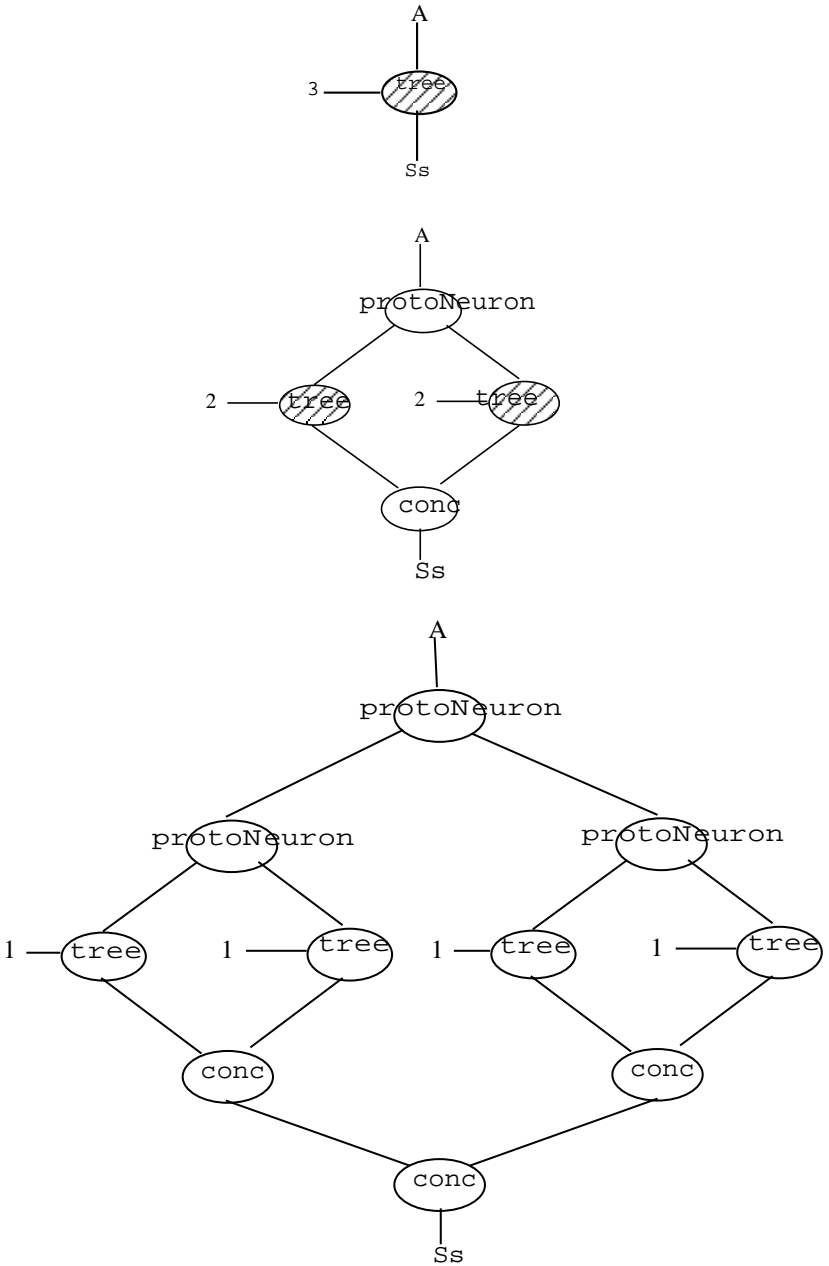 A
3 tree
Ss
A
protoNeuron
2 tree 2 tree
conc
Ss
A
protoNeuron
protoNeuron protoNeuron
1 tree 1 tree 1 tree 1 tree
conc conc
conc
Ss